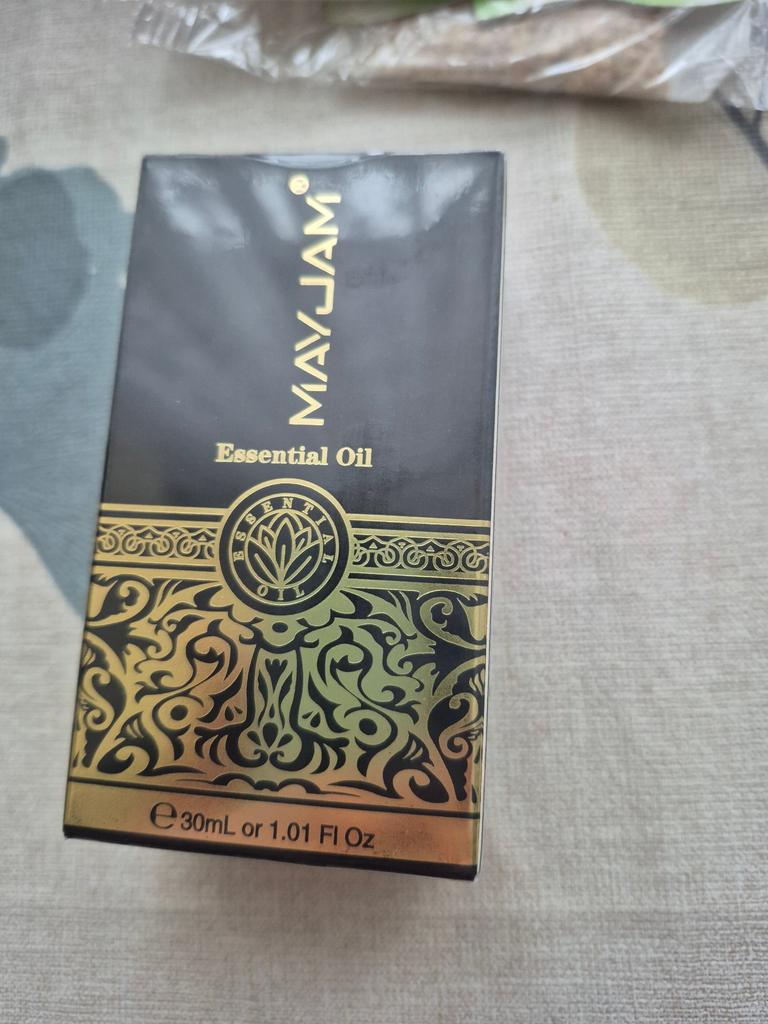 MAYJAM®
Essential Oil
ESSENTIAL
OIL
℮30mL or 1.01 Fl Oz